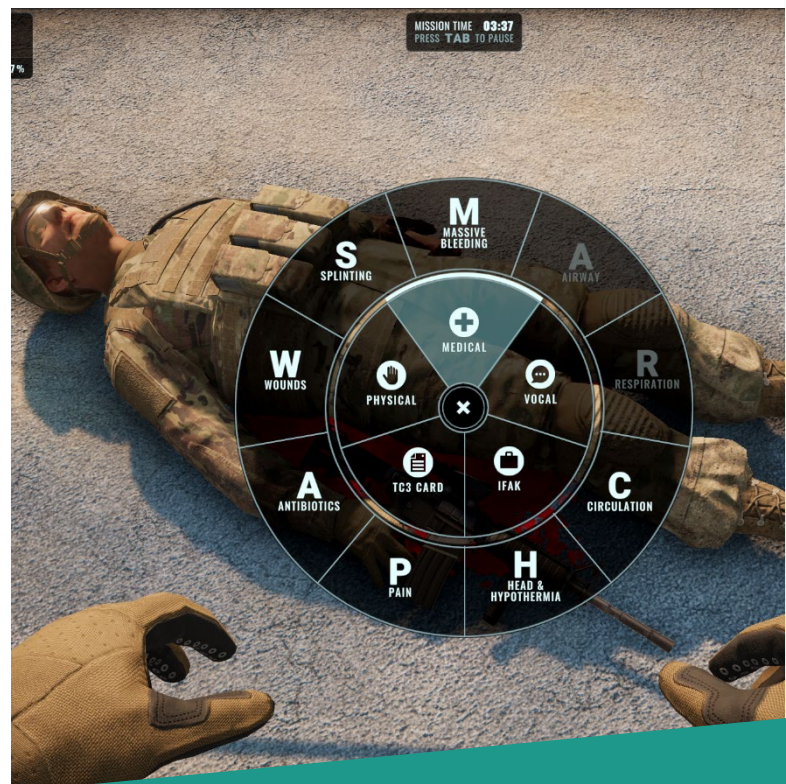 MISSION TIME 03:37
PRESS TAB TO PAUSE
7%
M
MASSIVE
BLEEDING
A
AIRWAY
R
RESPIRATION
C
CIRCULATION
H
HEAD &
HYPOTHERMIA
P
PAIN
A
ANTIBIOTICS
W
WOUNDS
S
SPLINTING
MEDICAL
VOCAL
IFAK
TC3 CARD
PHYSICAL